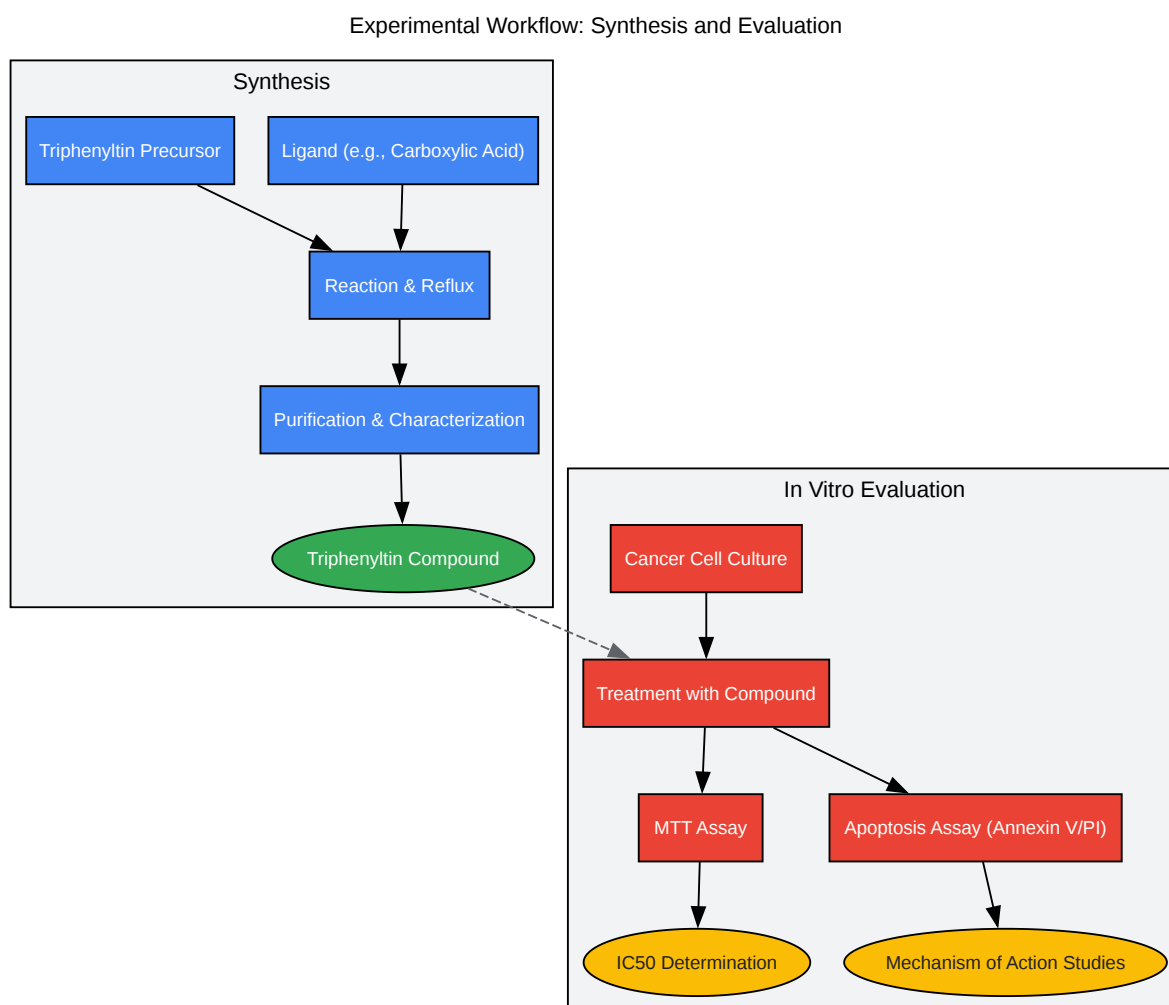 Experimental Workflow: Synthesis and Evaluation
Synthesis
Triphenyltin Precursor
Ligand (e.g., Carboxylic Acid)
Reaction & Reflux
Purification & Characterization
Triphenyltin Compound
In Vitro Evaluation
Cancer Cell Culture
Treatment with Compound
MTT Assay
Apoptosis Assay (Annexin V/PI)
IC50 Determination
Mechanism of Action Studies